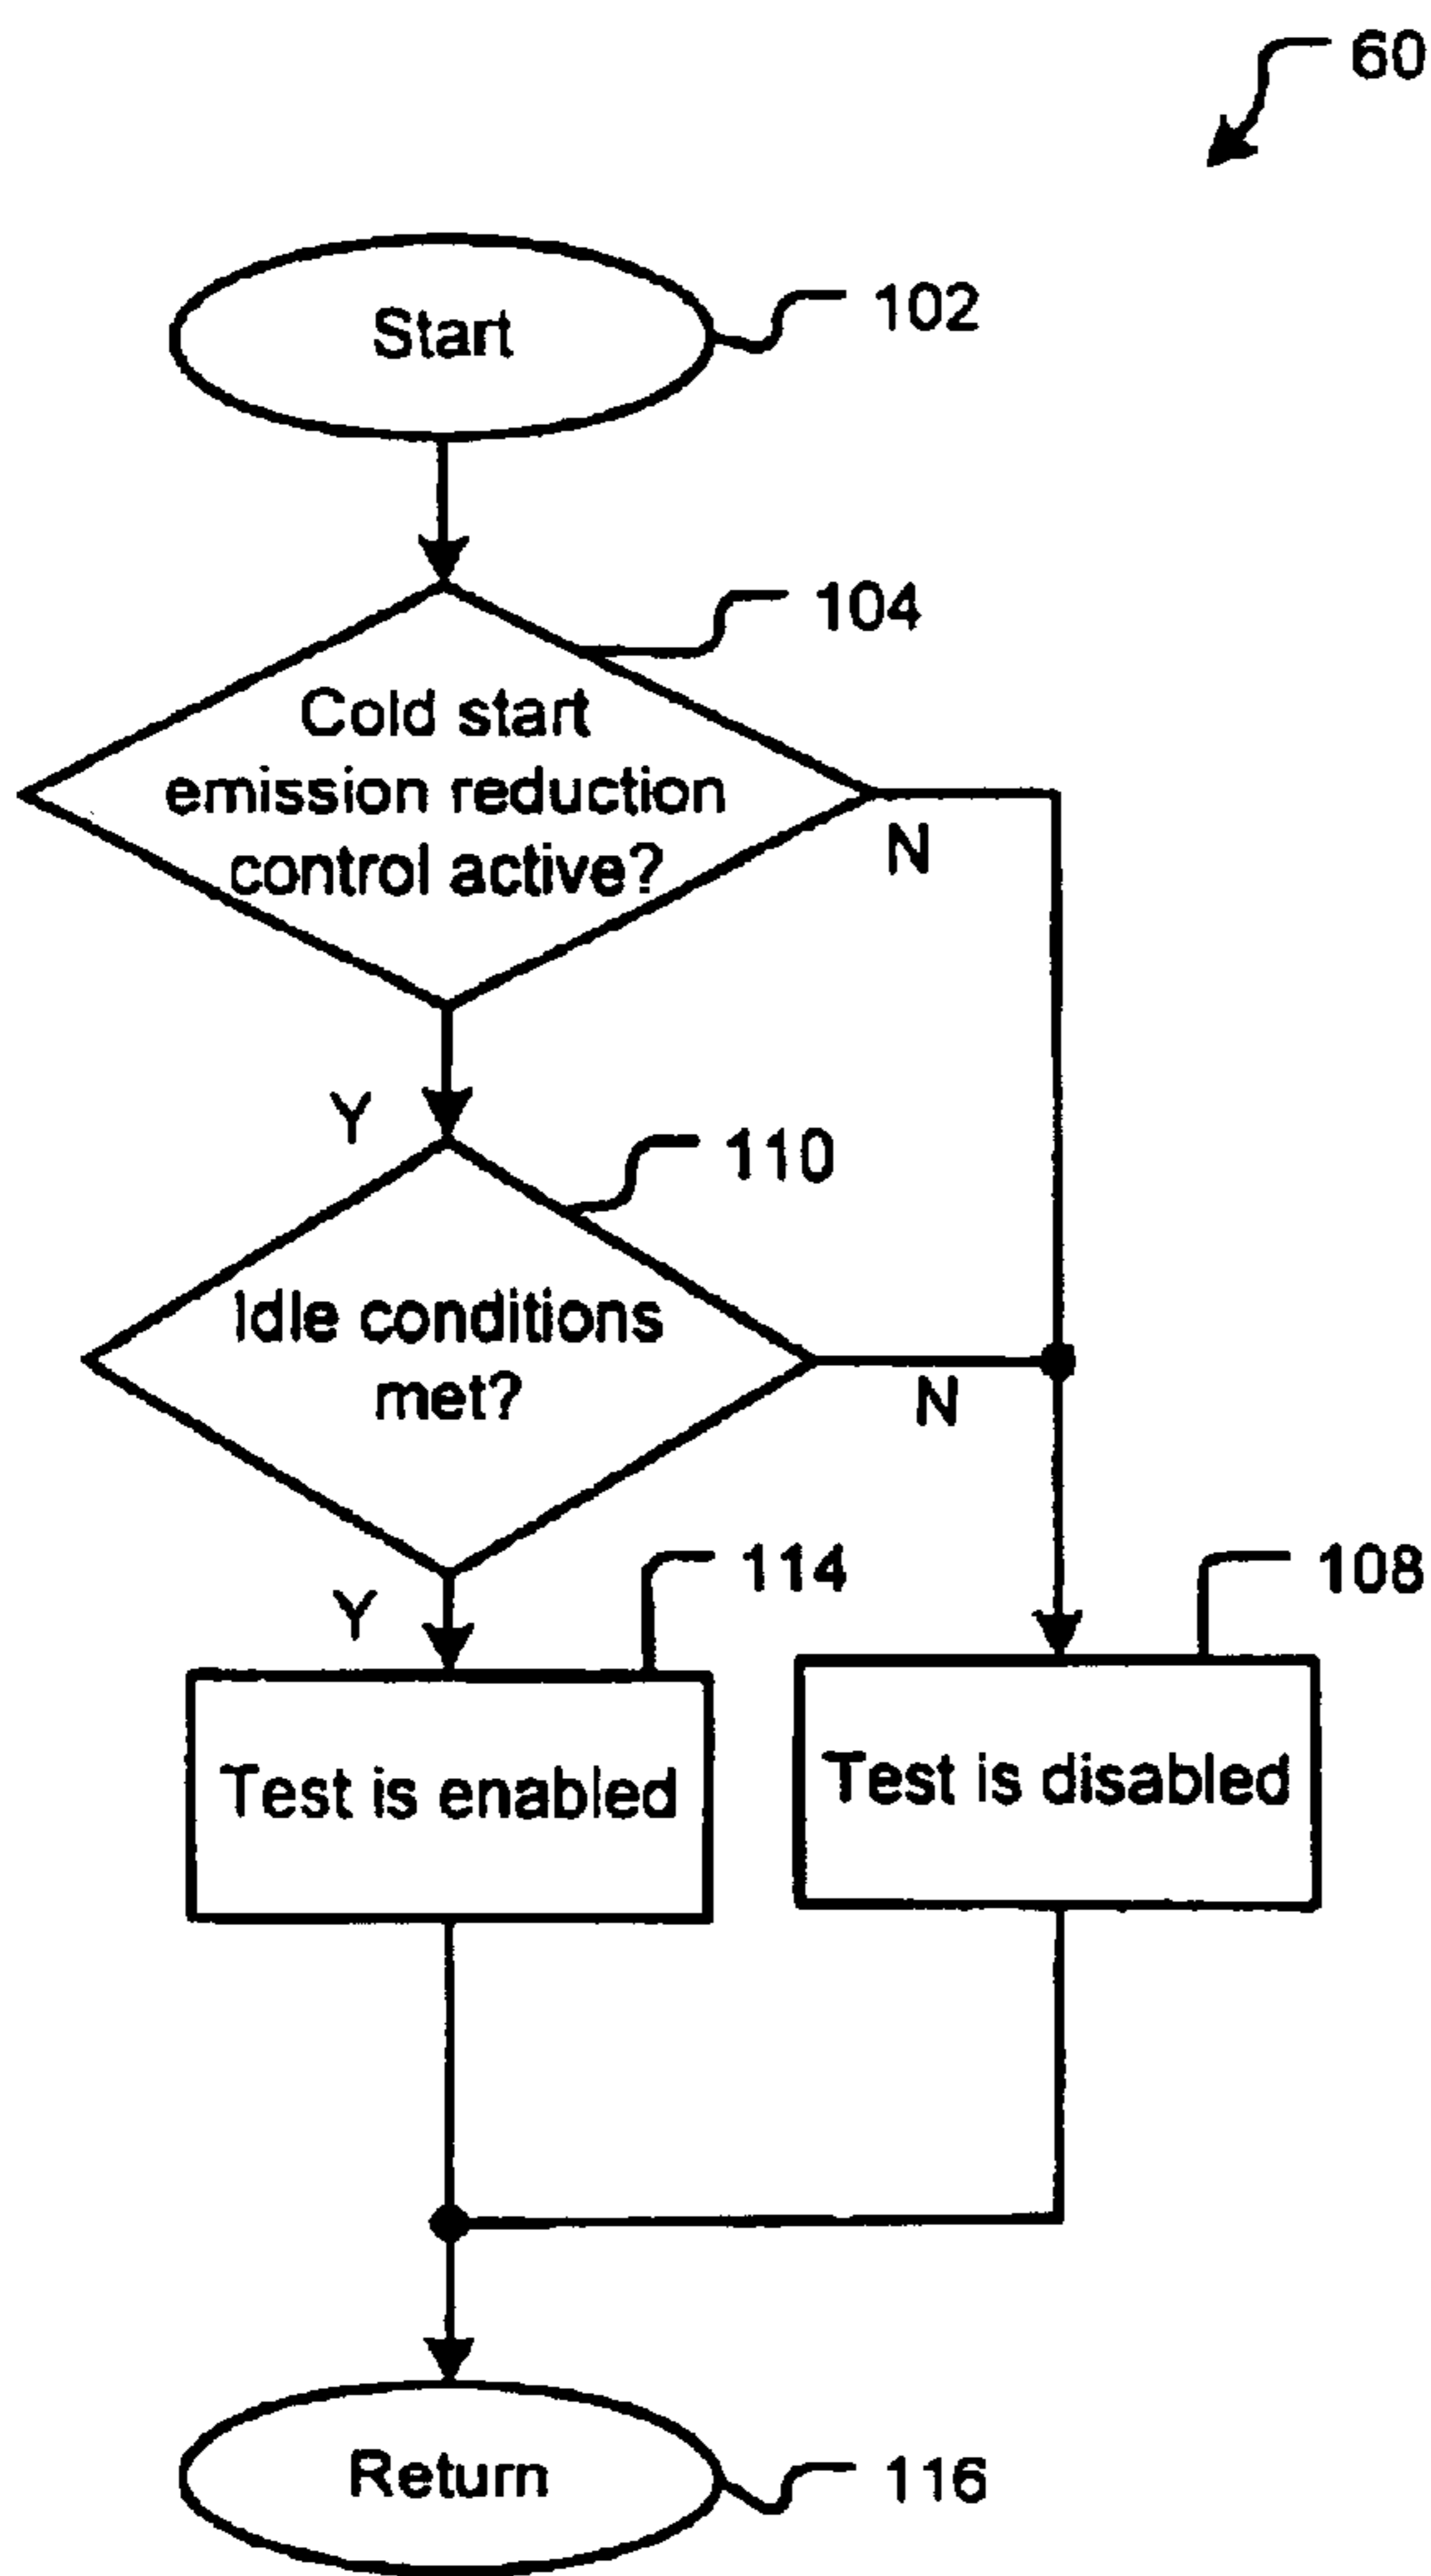 60
Start
102
104
Cold start
emission reduction
control active?
N
Y
110
Idle conditions
met?
N
Y
114
108
Test is enabled
Test is disabled
Return
116